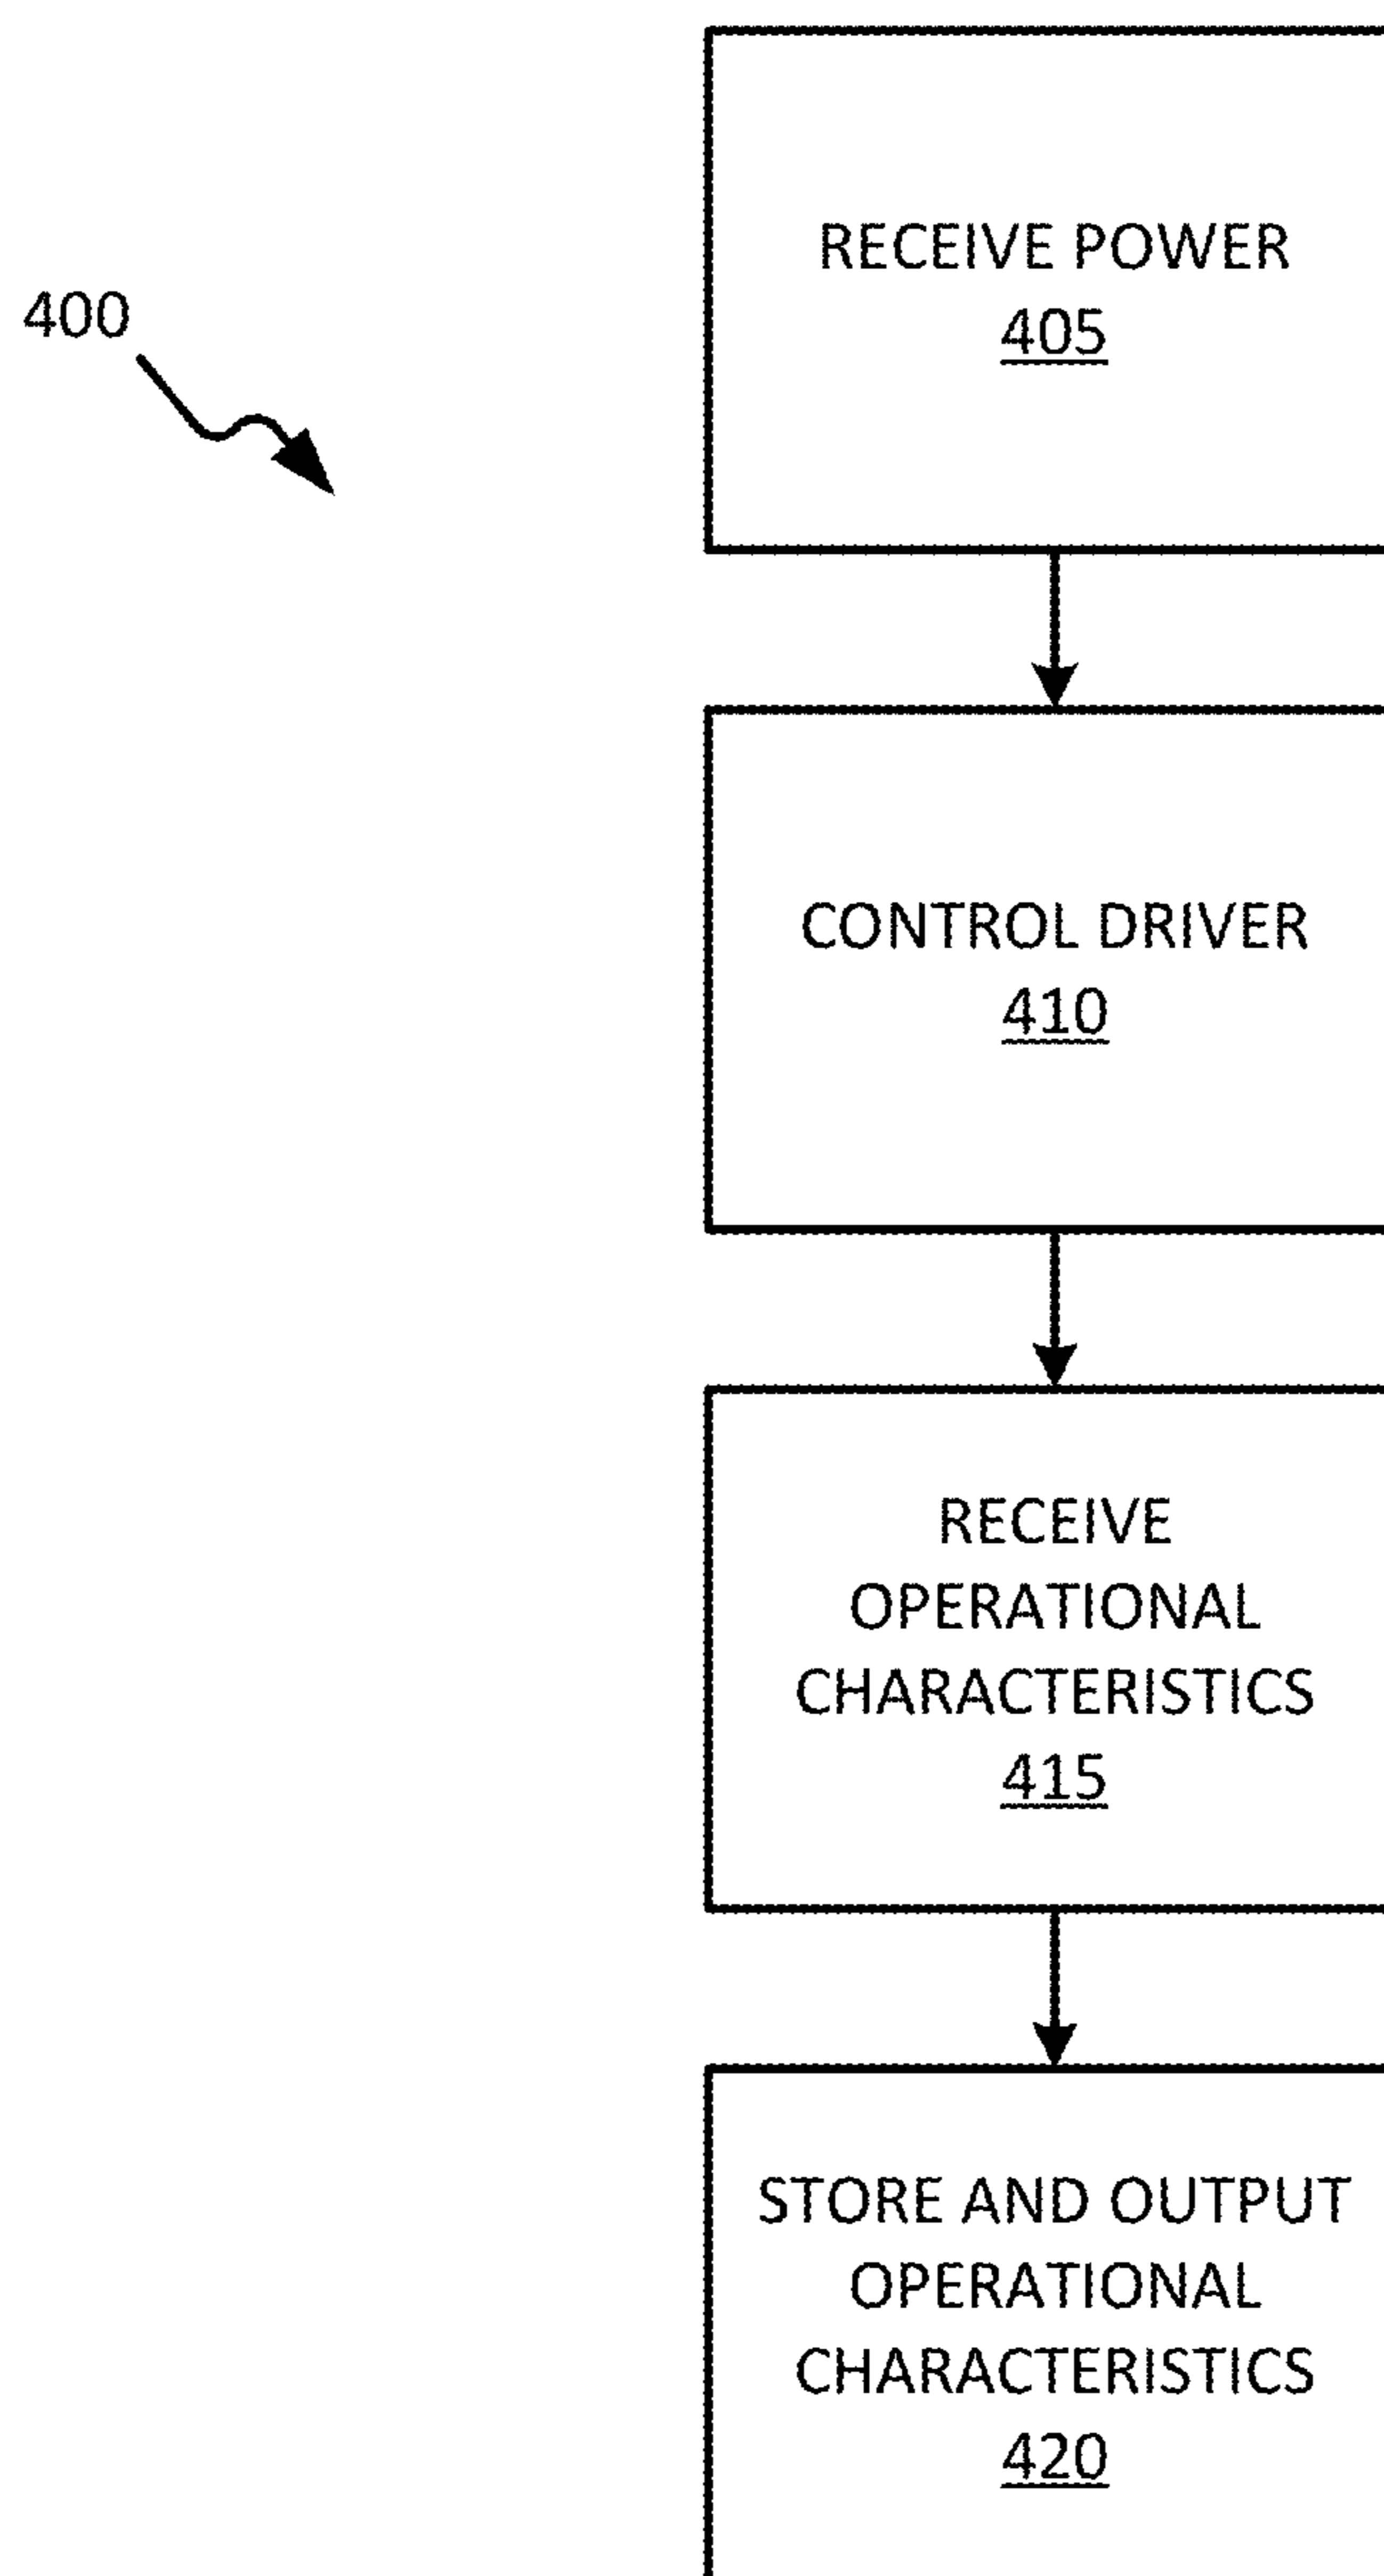 400
RECEIVE POWER
405
CONTROL DRIVER
410
RECEIVE
OPERATIONAL
CHARACTERISTICS
415
STORE AND OUTPUT
OPERATIONAL
CHARACTERISTICS
420